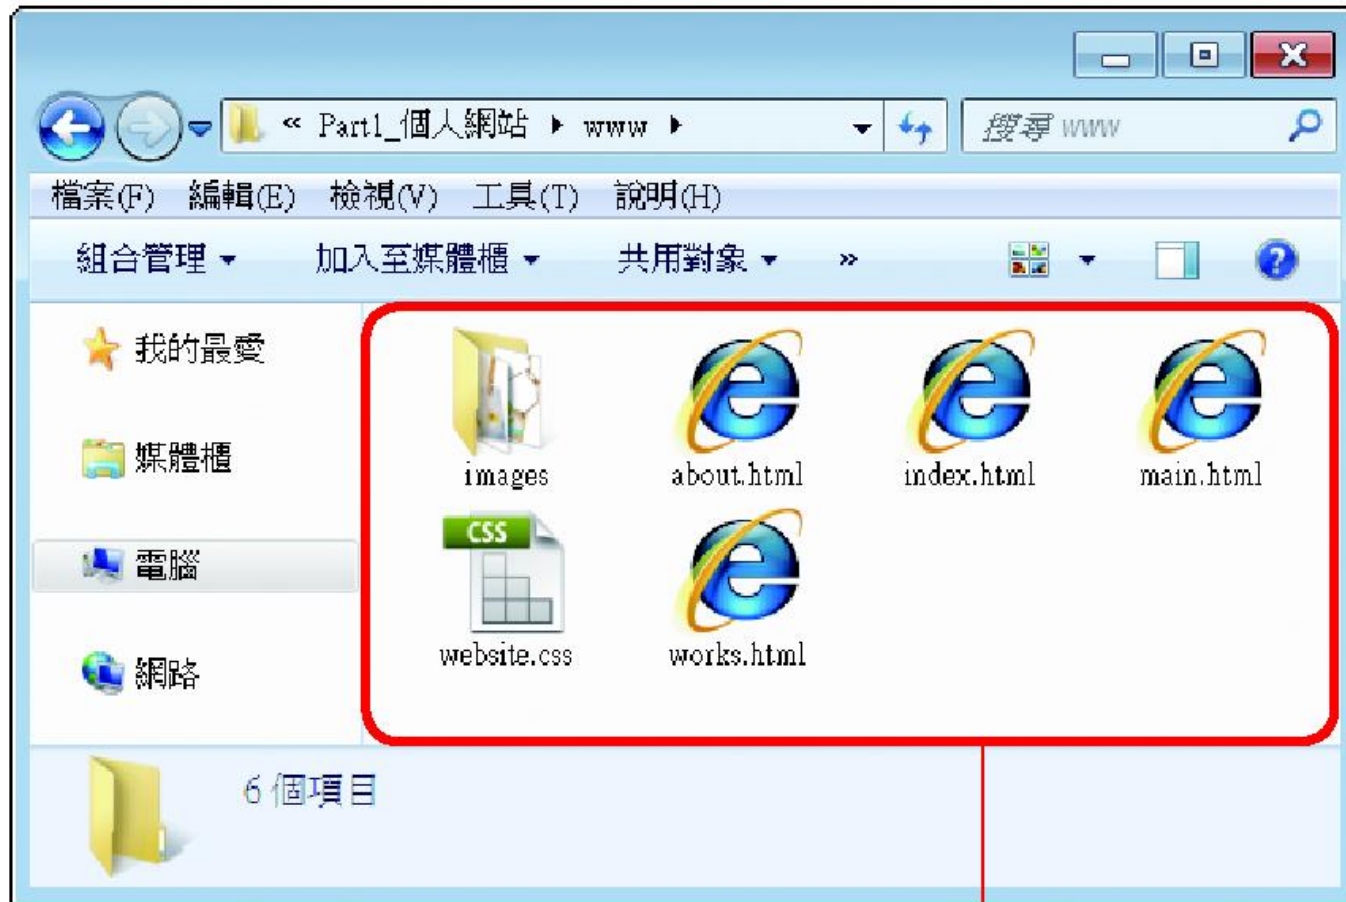 « Part1_個人網站 ▸ www ▸
搜尋 www
檔案(F) 編輯(E) 檢視(V) 工具(T) 說明(H)
組合管理 加入至媒體櫃 共用對象 »
我的最愛
媒體櫃
電腦
網路
images about.html index.html main.html
CSS
website.css works.html
6 個項目